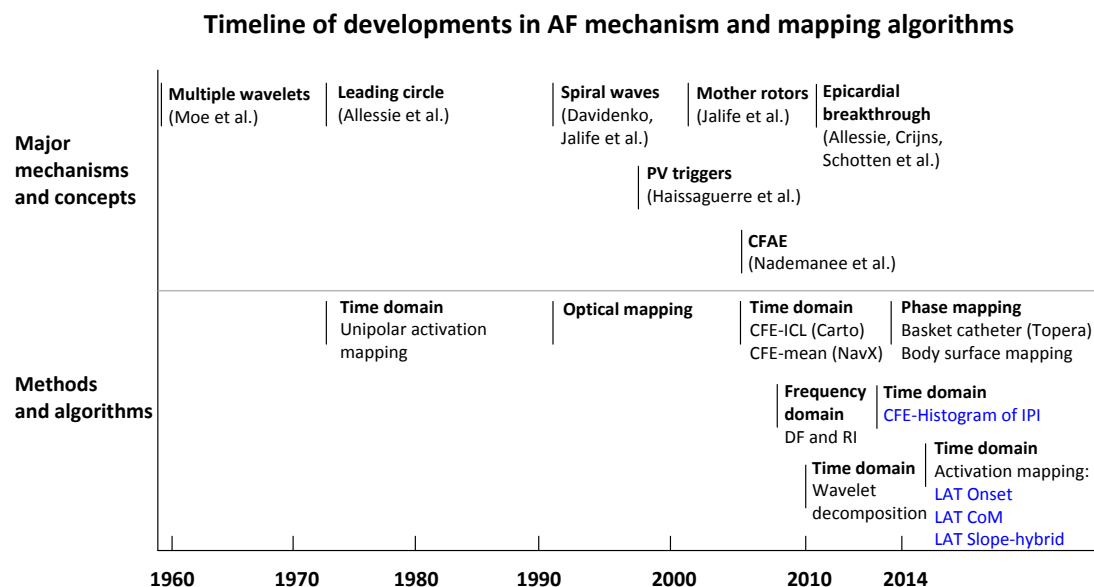 Timeline of developments in AF mechanism and mapping algorithms
Major
mechanisms
and concepts
Multiple wavelets
(Moe et al.)
Leading circle
(Allessie et al.)
Spiral waves
(Davidenko,
Jalife et al.)
Mother rotors
(Jalife et al.)
Epicardial
breakthrough
(Allessie, Crijns,
Schotten et al.)
PV triggers
(Haissaguerre et al.)
CFAE
(Nademanee et al.)
Methods
and algorithms
Time domain
Unipolar activation
mapping
Optical mapping
Time domain
CFE-ICL (Carto)
CFE-mean (NavX)
Phase mapping
Basket catheter (Topera)
Body surface mapping
Frequency
domain
DF and RI
Time domain
CFE-Histogram of IPI
Time domain
Wavelet
decomposition
Time domain
Activation mapping:
LAT Onset
LAT CoM
LAT Slope-hybrid
1960 1970 1980 1990 2000 2010 2014